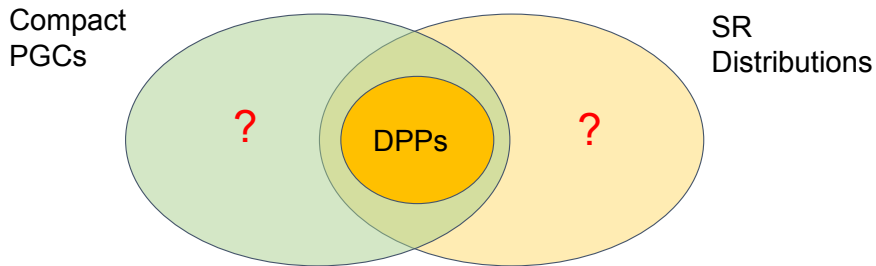 Compact
PGCs
SR
Distributions
?
DPPs
?